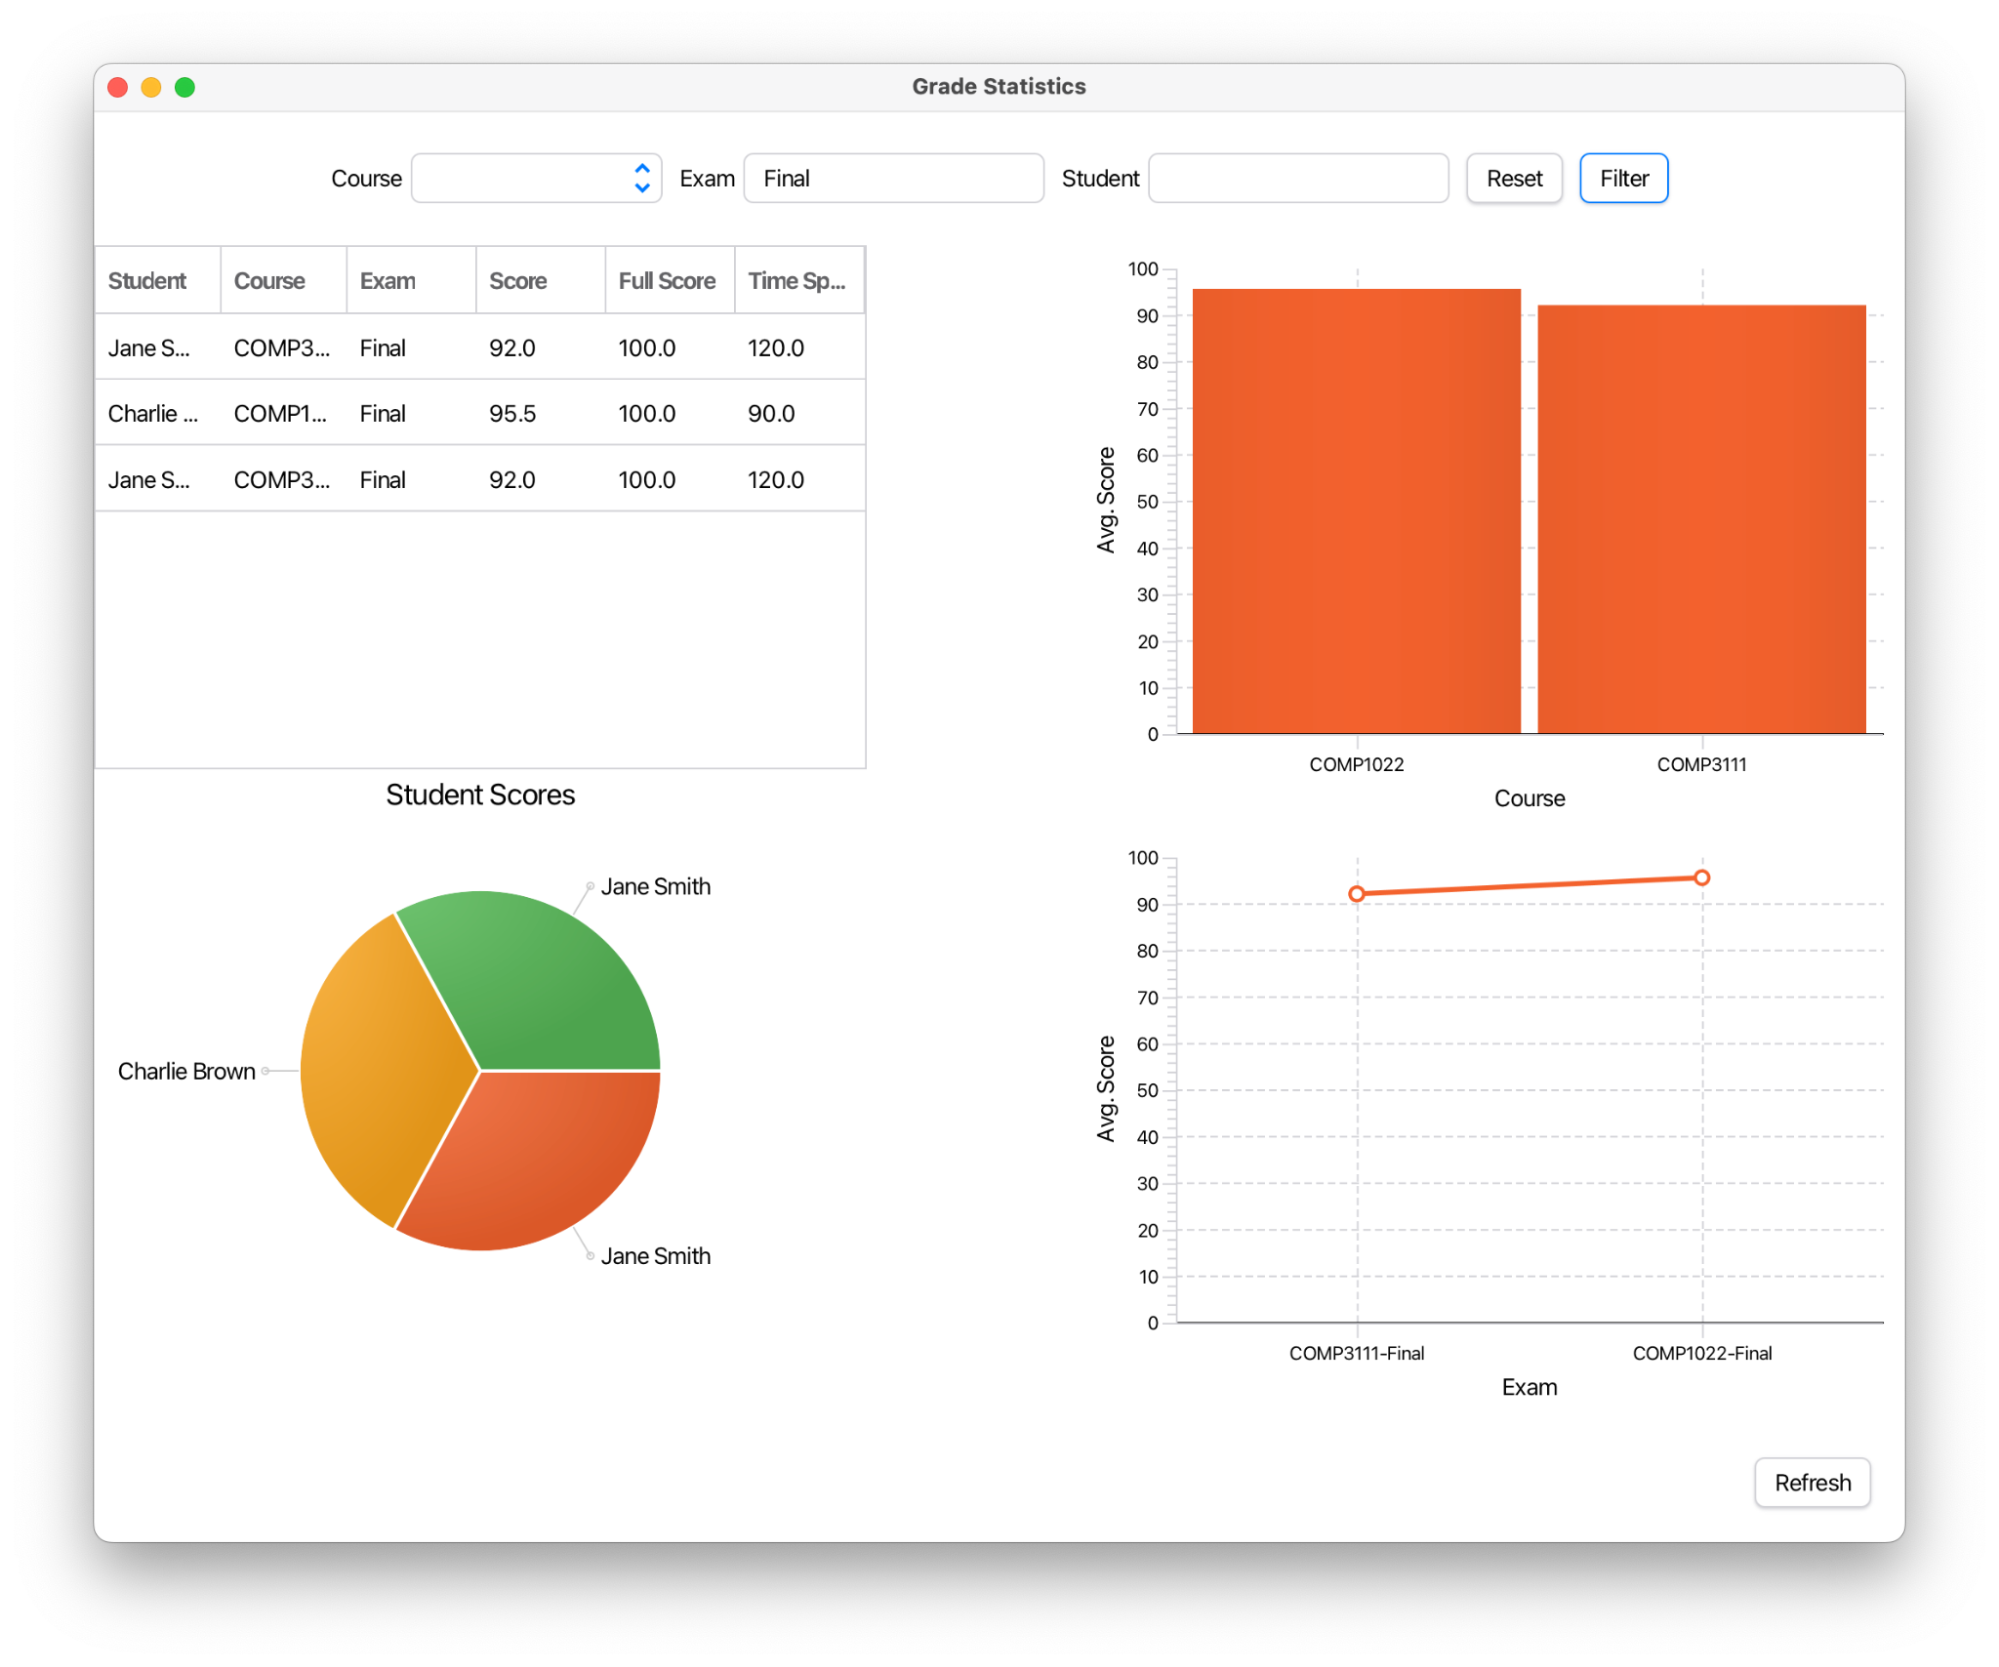 Grade Statistics
Course Exam Final Student Reset Filter
Student Course Exam Score Full Score Time Sp...
Jane S... COMP3... Final 92.0 100.0 120.0
Charlie ... COMP1... Final 95.5 100.0 90.0
Jane S... COMP3... Final 92.0 100.0 120.0
100
90
80
70
60
50
40
30
20
10
0
Avg. Score
COMP1022 COMP3111
Course
Student Scores
Jane Smith
Charlie Brown
Jane Smith
100
90
80
70
60
50
40
30
20
10
0
Avg. Score
COMP3111-Final COMP1022-Final
Exam
Refresh